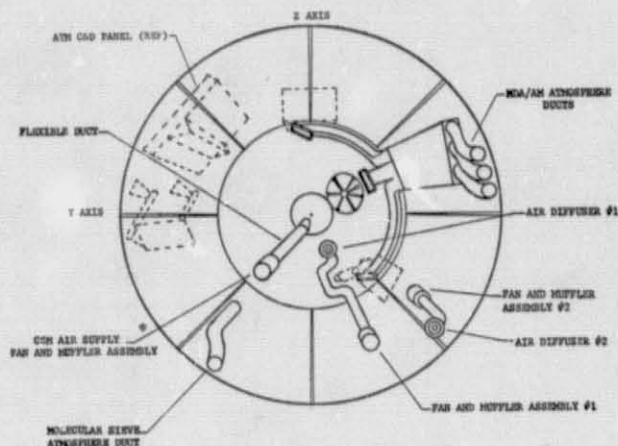 Z AXIS
ATM C&D PANEL (REF)
MDA/AM ATMOSPHERE
DUCTS
FLEXIBLE DUCT
Y AXIS
AIR DIFFUSER #1
FAN AND MUFFLER
ASSEMBLY #2
CSM AIR SUPPLY
FAN AND MUFFLER ASSEMBLY
AIR DIFFUSER #2
FAN AND MUFFLER ASSEMBLY #1
MOLECULAR SIEVE
ATMOSPHERE DUCT